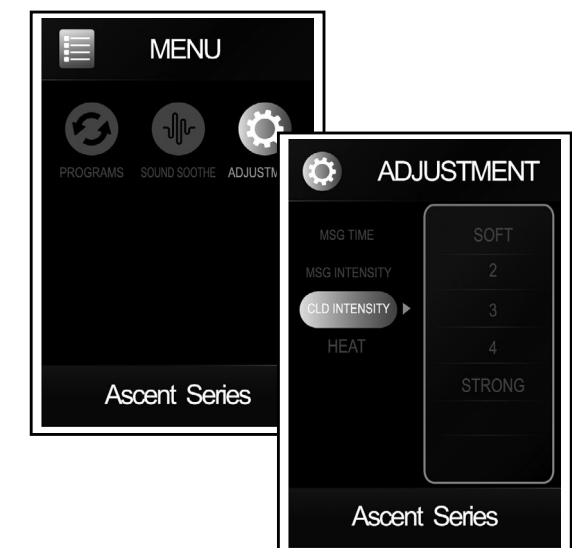 MENU
PROGRAMS SOUND SOOTHE ADJUSTM
Ascent Series
ADJUSTMENT
MSG TIME
MSG INTENSITY
CLD INTENSITY
HEAT
SOFT
2
3
4
STRONG
Ascent Series